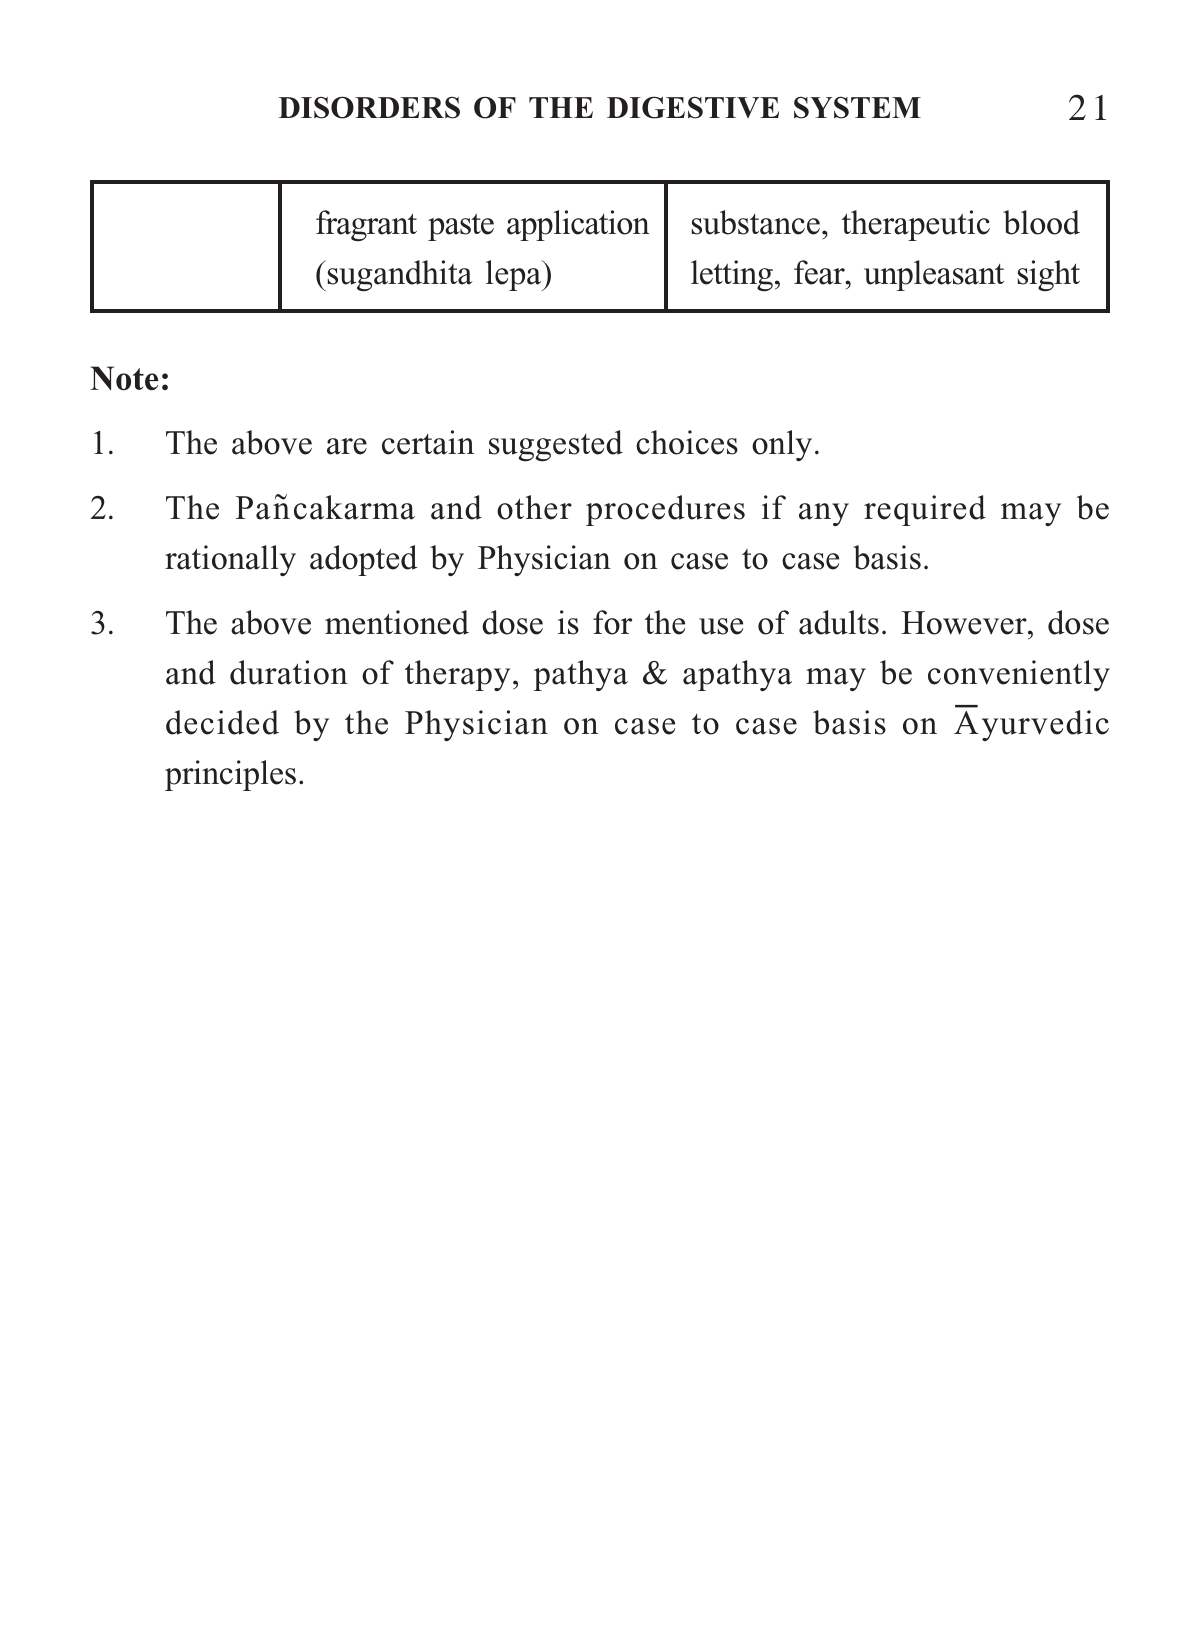 DISORDERS OF THE DIGESTIVE SYSTEM 21
fragrant paste application
(sugandhita lepa)
substance, therapeutic blood
letting, fear, unpleasant sight
Note:
1. The above are certain suggested choices only.
2. The Pañcakarma and other procedures if any required may be
rationally adopted by Physician on case to case basis.
3. The above mentioned dose is for the use of adults. However, dose
and duration of therapy, pathya & apathya may be conveniently
decided by the Physician on case to case basis on Āyurvedic
principles.